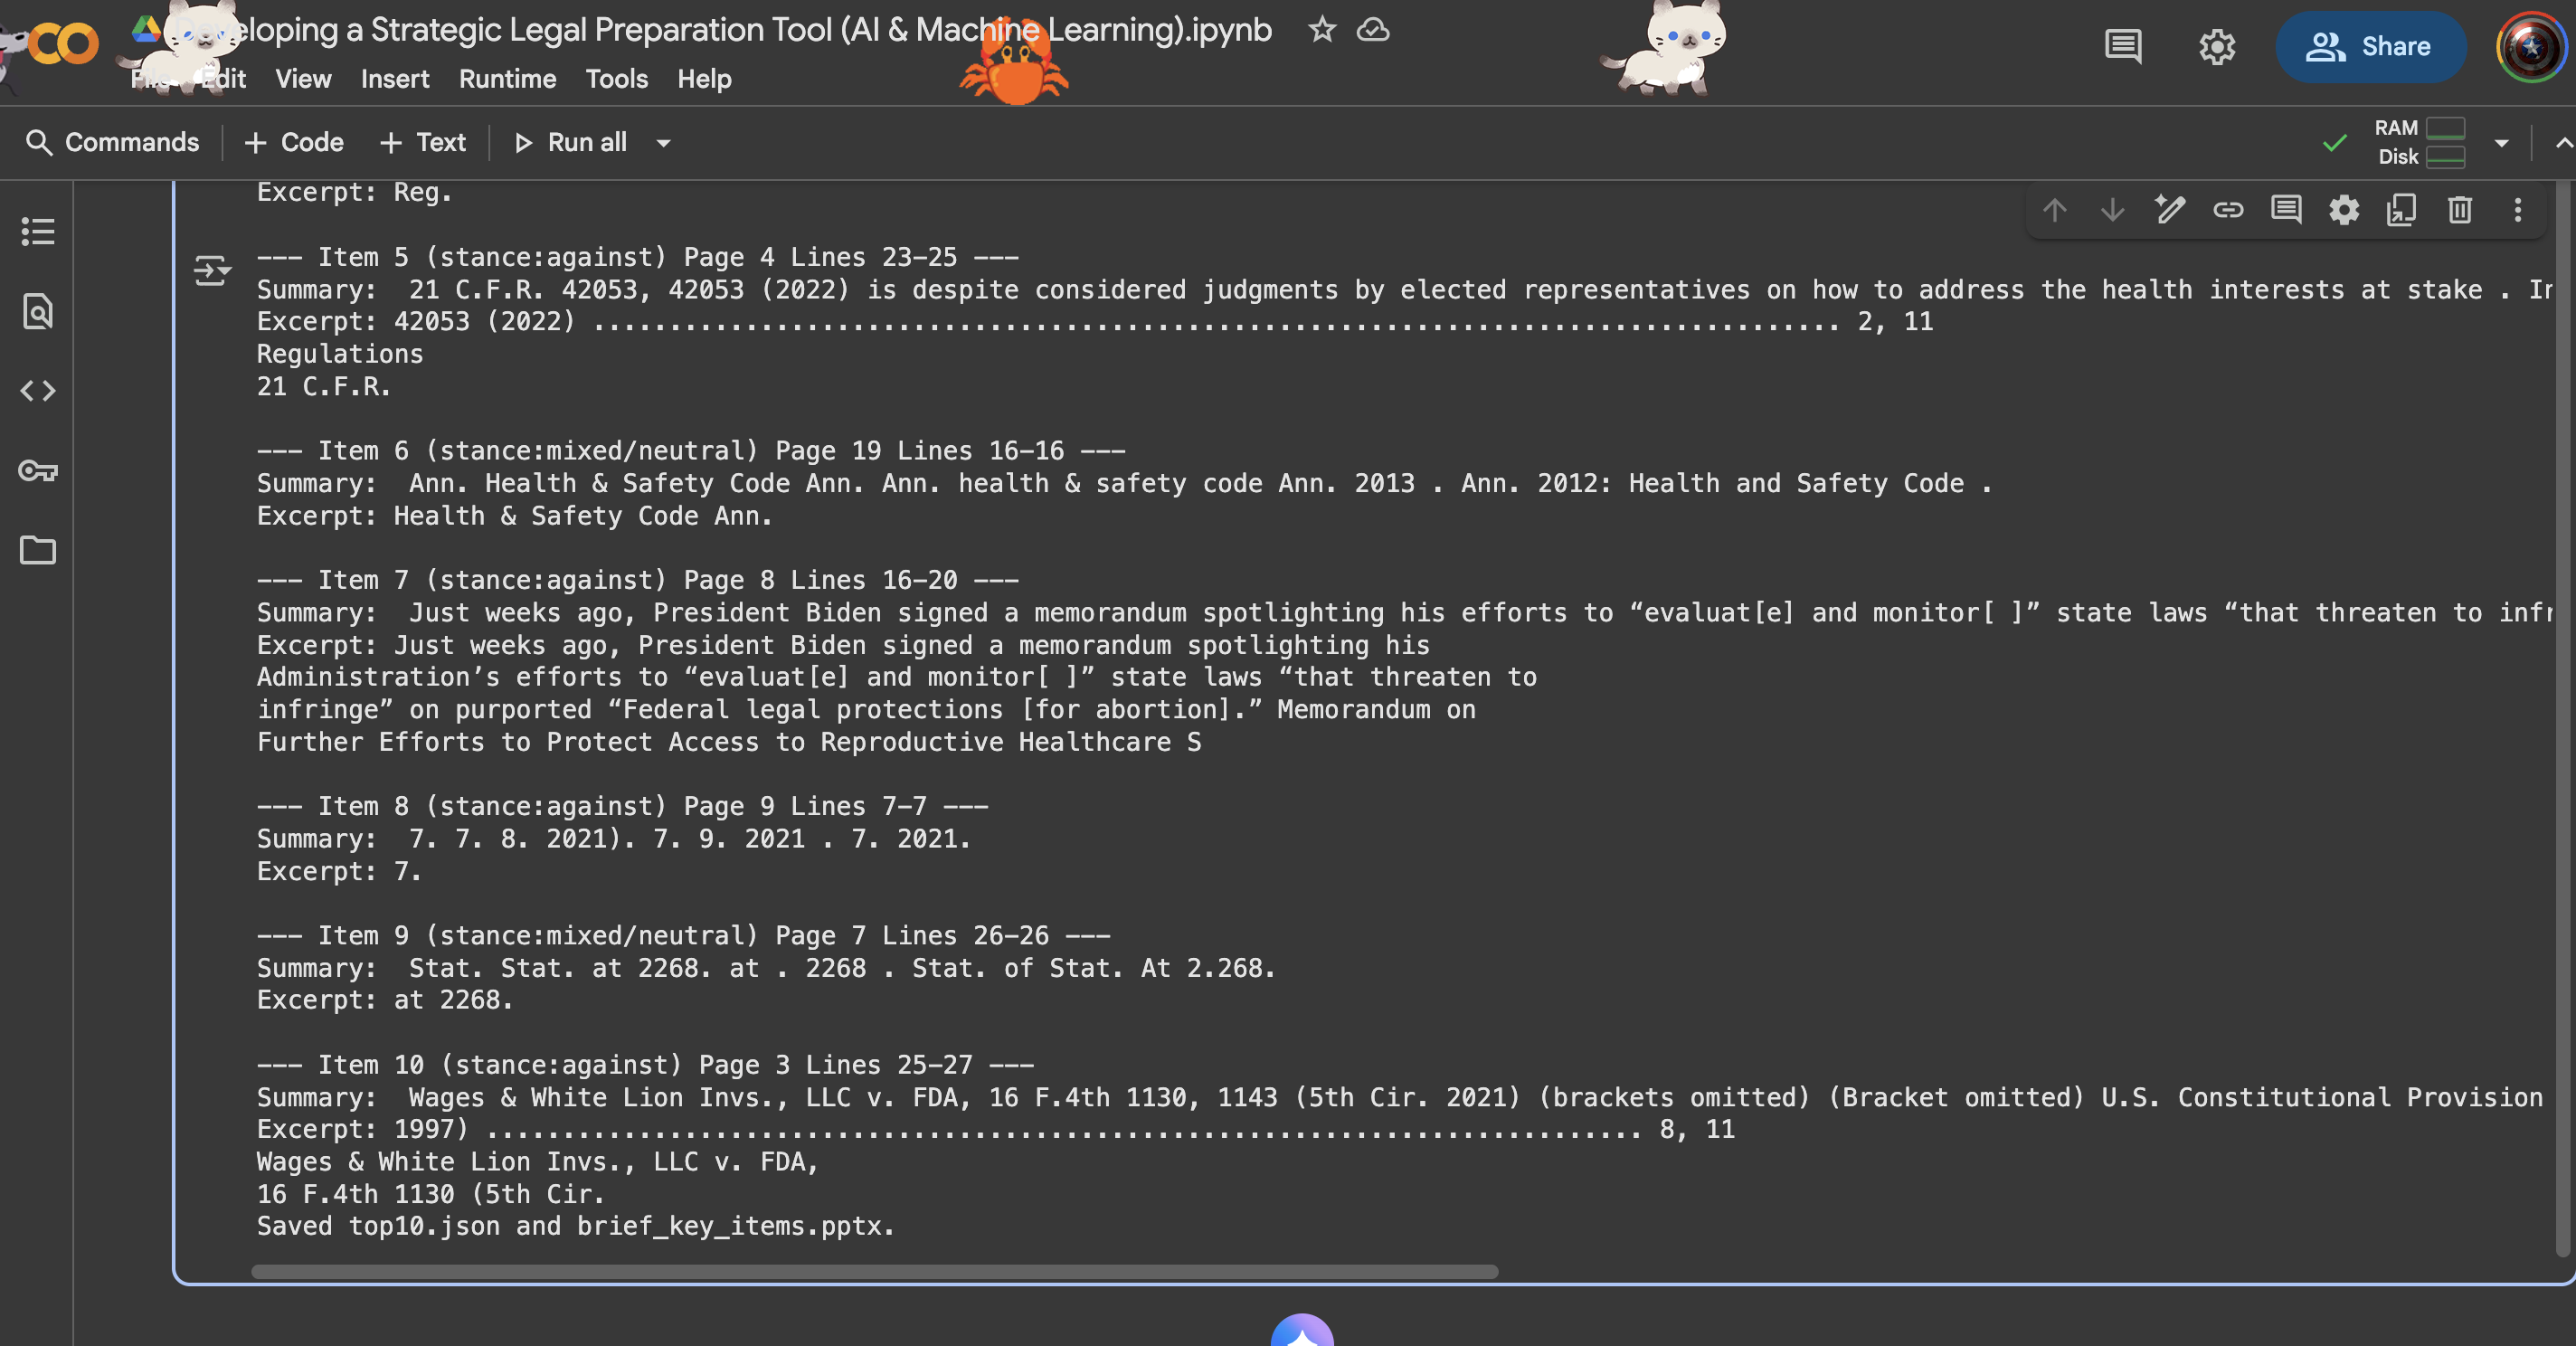 Developing a Strategic Legal Preparation Tool (AI & Machine Learning).ipynb
File Edit View Insert Runtime Tools Help
Share
Commands + Code + Text Run all
RAM
Disk
Excerpt: Reg.
--- Item 5 (stance:against) Page 4 Lines 23-25 ---
Summary:  21 C.F.R. 42053, 42053 (2022) is despite considered judgments by elected representatives on how to address the health interests at stake . In
Excerpt: 42053 (2022) .................................................................................. 2, 11
Regulations
21 C.F.R.
--- Item 6 (stance:mixed/neutral) Page 19 Lines 16-16 ---
Summary:  Ann. Health & Safety Code Ann. Ann. health & safety code Ann. 2013 . Ann. 2012: Health and Safety Code .
Excerpt: Health & Safety Code Ann.
--- Item 7 (stance:against) Page 8 Lines 16-20 ---
Summary:  Just weeks ago, President Biden signed a memorandum spotlighting his efforts to “evaluat[e] and monitor[ ]” state laws “that threaten to infr
Excerpt: Just weeks ago, President Biden signed a memorandum spotlighting his
Administration’s efforts to “evaluat[e] and monitor[ ]” state laws “that threaten to
infringe” on purported “Federal legal protections [for abortion].” Memorandum on
Further Efforts to Protect Access to Reproductive Healthcare S
--- Item 8 (stance:against) Page 9 Lines 7-7 ---
Summary:  7. 7. 8. 2021). 7. 9. 2021 . 7. 2021.
Excerpt: 7.
--- Item 9 (stance:mixed/neutral) Page 7 Lines 26-26 ---
Summary:  Stat. Stat. at 2268. at . 2268 . Stat. of Stat. At 2.268.
Excerpt: at 2268.
--- Item 10 (stance:against) Page 3 Lines 25-27 ---
Summary:  Wages & White Lion Invs., LLC v. FDA, 16 F.4th 1130, 1143 (5th Cir. 2021) (brackets omitted) (Bracket omitted) U.S. Constitutional Provision
Excerpt: 1997) ............................................................................ 8, 11
Wages & White Lion Invs., LLC v. FDA,
16 F.4th 1130 (5th Cir.
Saved top10.json and brief_key_items.pptx.